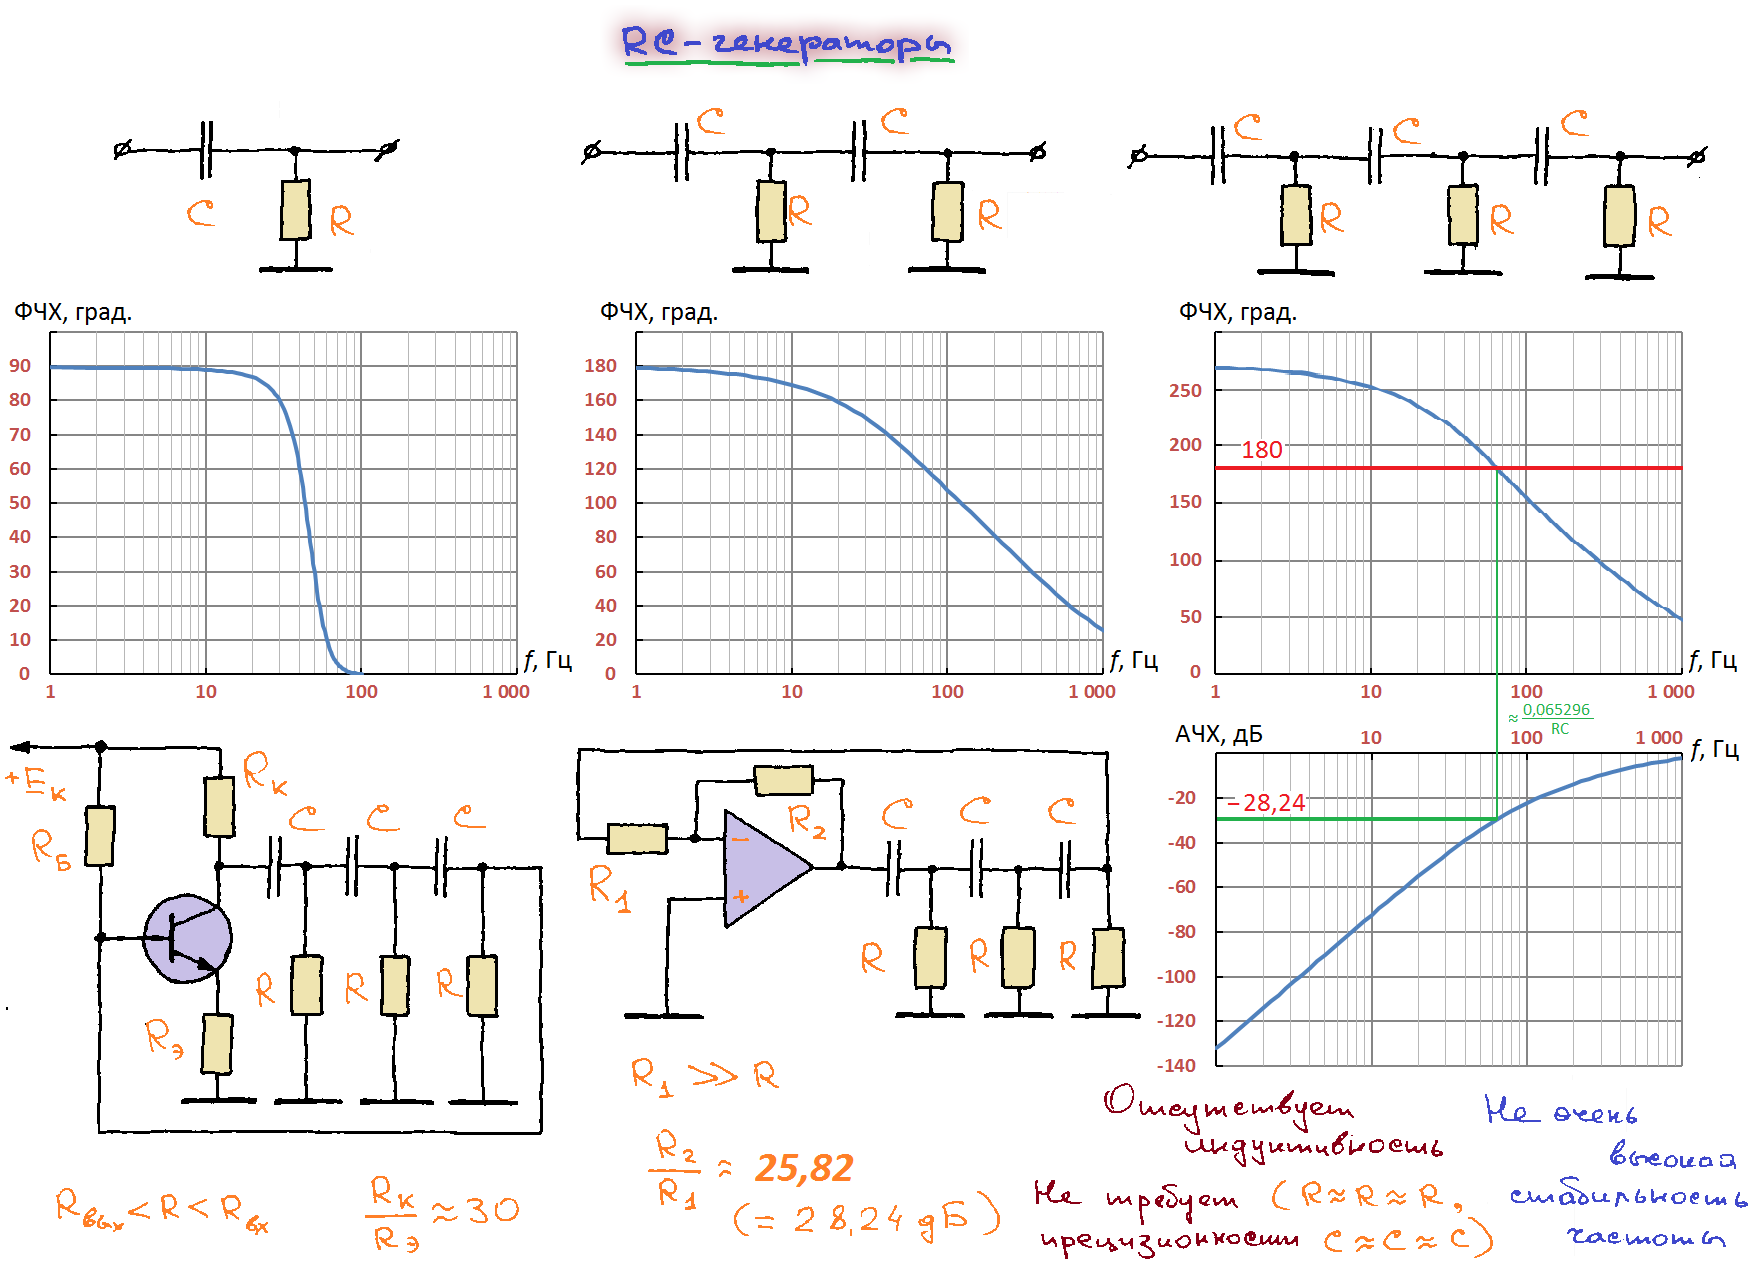 RC-генераторы
C R
C R C R
C R C R C R
ФЧХ, град.
90
80
70
60
50
40
30
20
10
0
1 10 100 1 000
f, Гц
ФЧХ, град.
180
160
140
120
100
80
60
40
20
0
1 10 100 1 000
f, Гц
ФЧХ, град.
250
200
180
150
100
50
0
1 10 100 1 000
f, Гц
≈ 0,065296
RC
АЧХ, дБ
10 100 1 000
f, Гц
-20
−28,24
-40
-60
-80
-100
-120
-140
+Eк
Rк
RБ
C C C
R R R
Rэ
Rвых < R < Rвх
Rк
Rэ
≈ 30
R2
R1
−
+
C C C
R R R
R1 >> R
R2
R1
≈ 25,82
(= 28,24 дБ)
Отсутствует
индуктивность
Не требует (R≈R≈R,
прецизионности C≈C≈C)
Не очень
высокая
стабильность
частоты